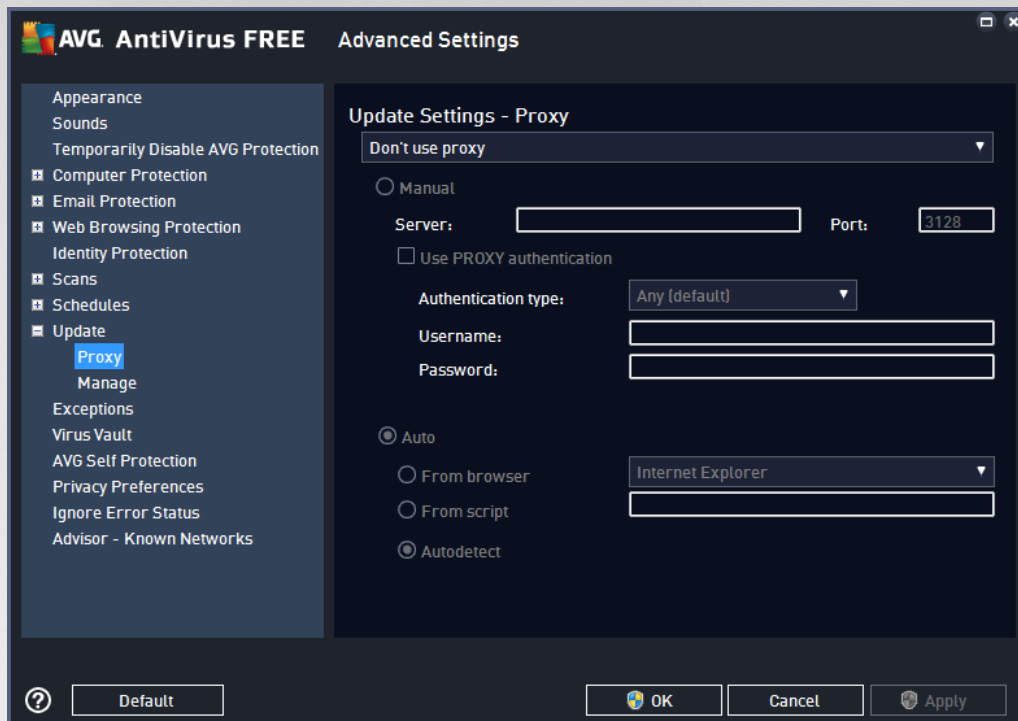 AVG AntiVirus FREE Advanced Settings
Appearance
Sounds
Temporarily Disable AVG Protection
Computer Protection
Email Protection
Web Browsing Protection
Identity Protection
Scans
Schedules
Update
Proxy
Manage
Exceptions
Virus Vault
AVG Self Protection
Privacy Preferences
Ignore Error Status
Advisor - Known Networks
Update Settings - Proxy
Don't use proxy
Manual
Server: Port: 3128
Use PROXY authentication
Authentication type: Any (default)
Username:
Password:
Auto
From browser Internet Explorer
From script
Autodetect
? Default OK Cancel Apply